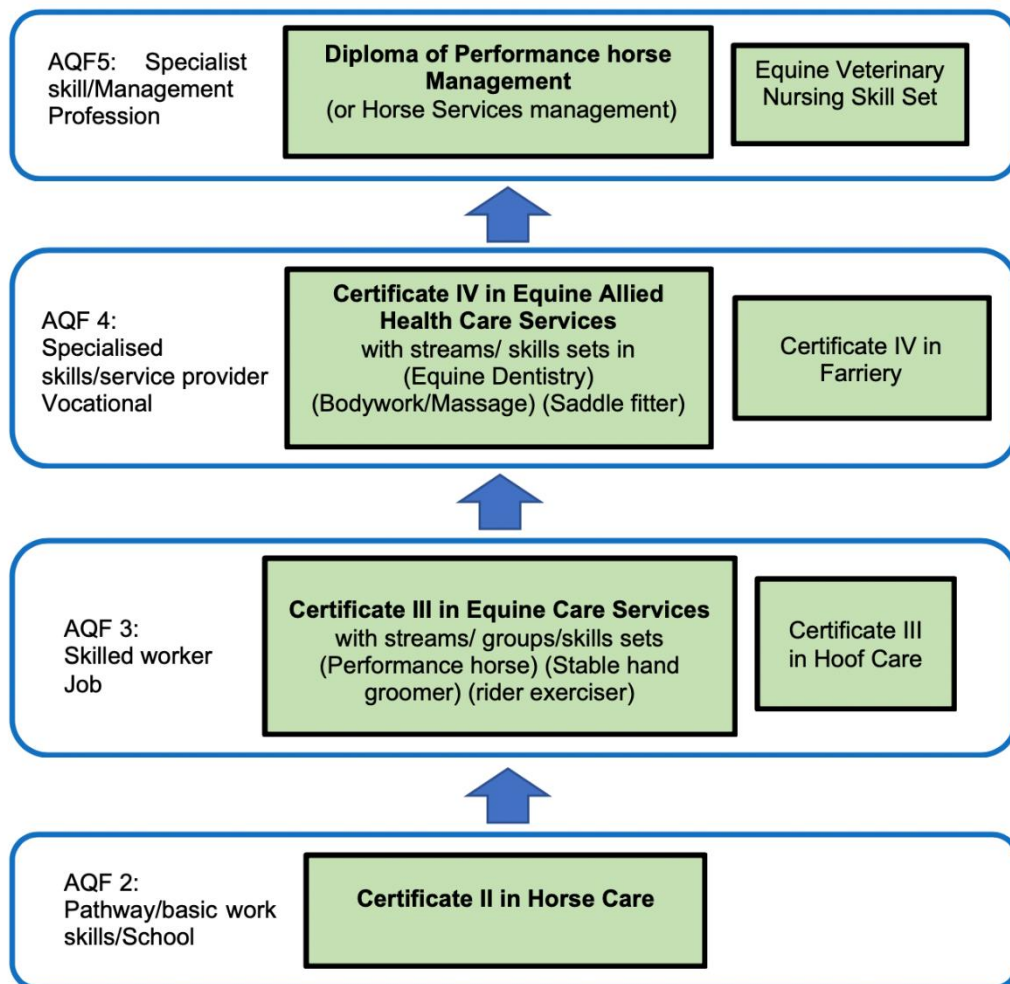 AQF5: Specialist
skill/Management
Profession
Diploma of Performance horse
Management
(or Horse Services management)
Equine Veterinary
Nursing Skill Set
AQF 4:
Specialised
skills/service provider
Vocational
Certificate IV in Equine Allied
Health Care Services
with streams/ skills sets in
(Equine Dentistry)
(Bodywork/Massage) (Saddle fitter)
Certificate IV in
Farriery
AQF 3:
Skilled worker
Job
Certificate III in Equine Care Services
with streams/ groups/skills sets
(Performance horse) (Stable hand
groomer) (rider exerciser)
Certificate III
in Hoof Care
AQF 2:
Pathway/basic work
skills/School
Certificate II in Horse Care